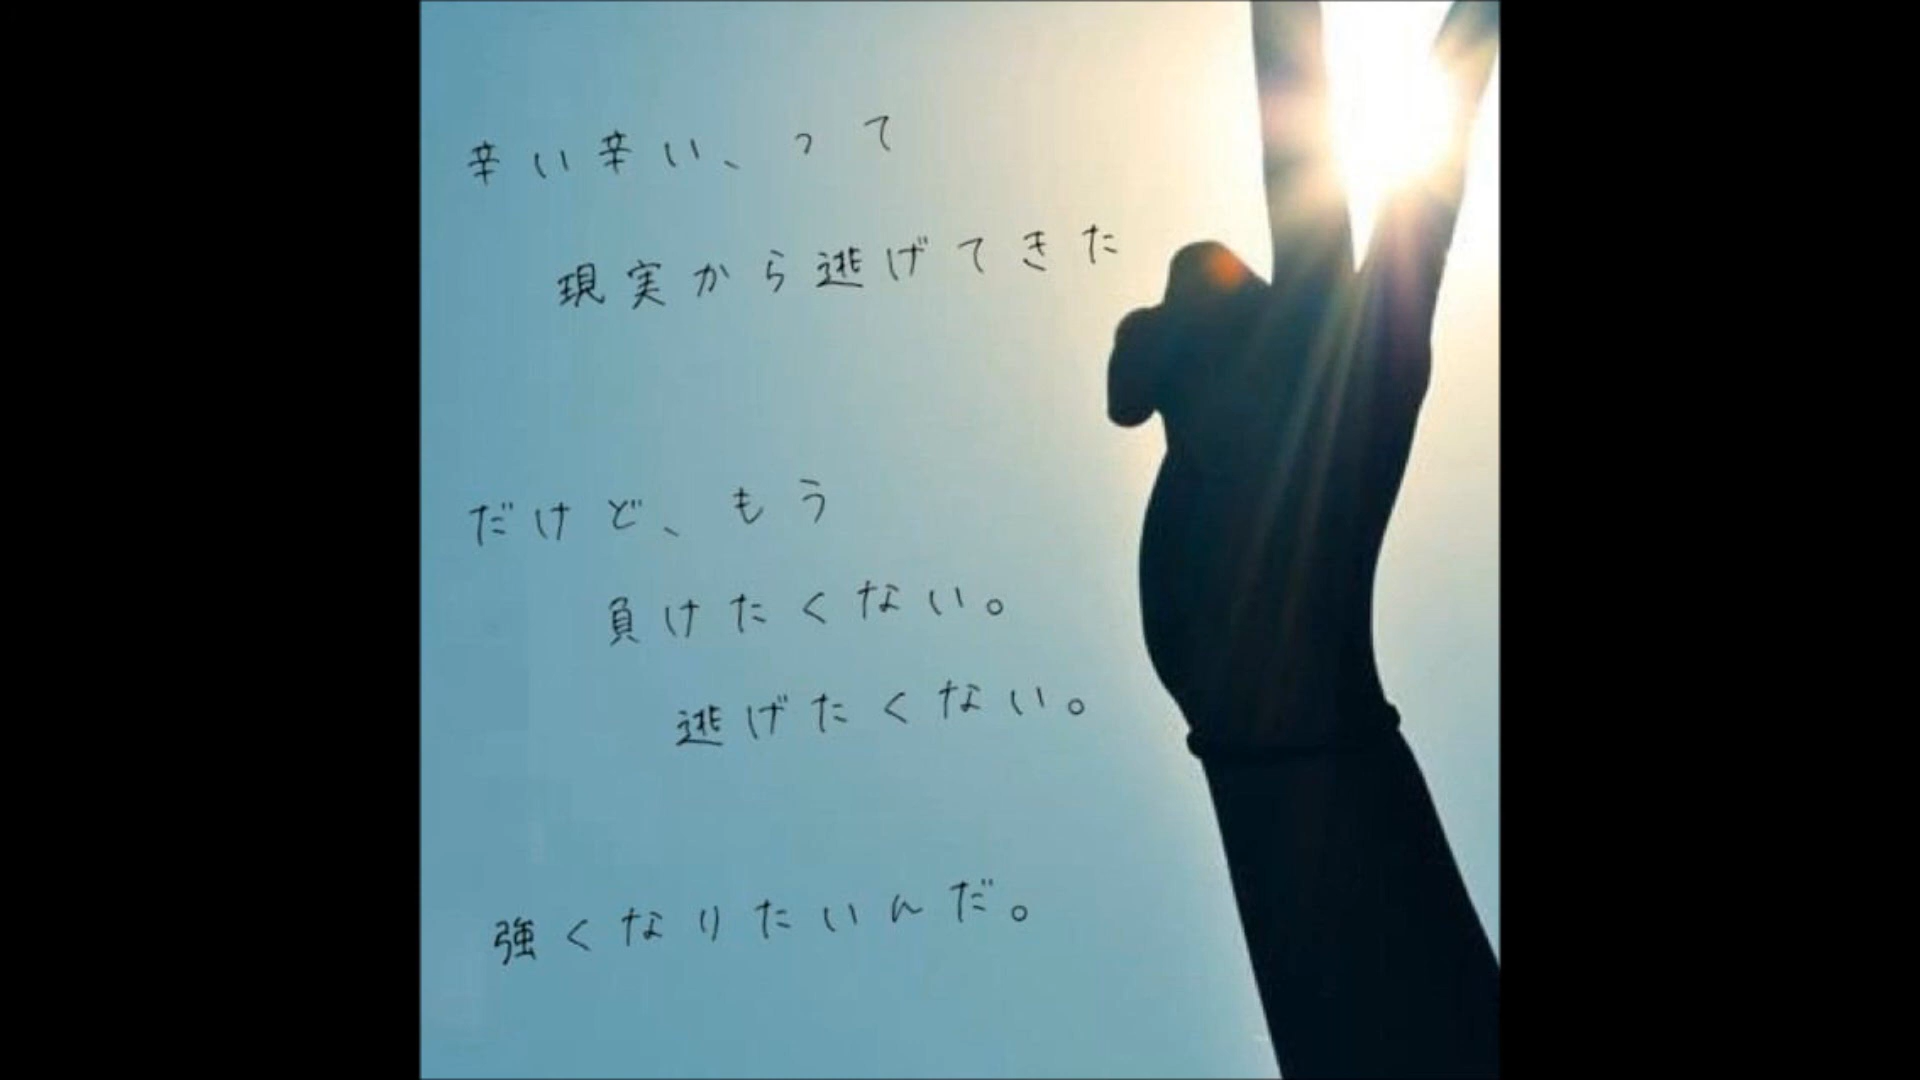 辛い辛い、って
現実から逃げてきた
だけど、もう
負けたくない。
逃げたくない。
強くなりたいんだ。